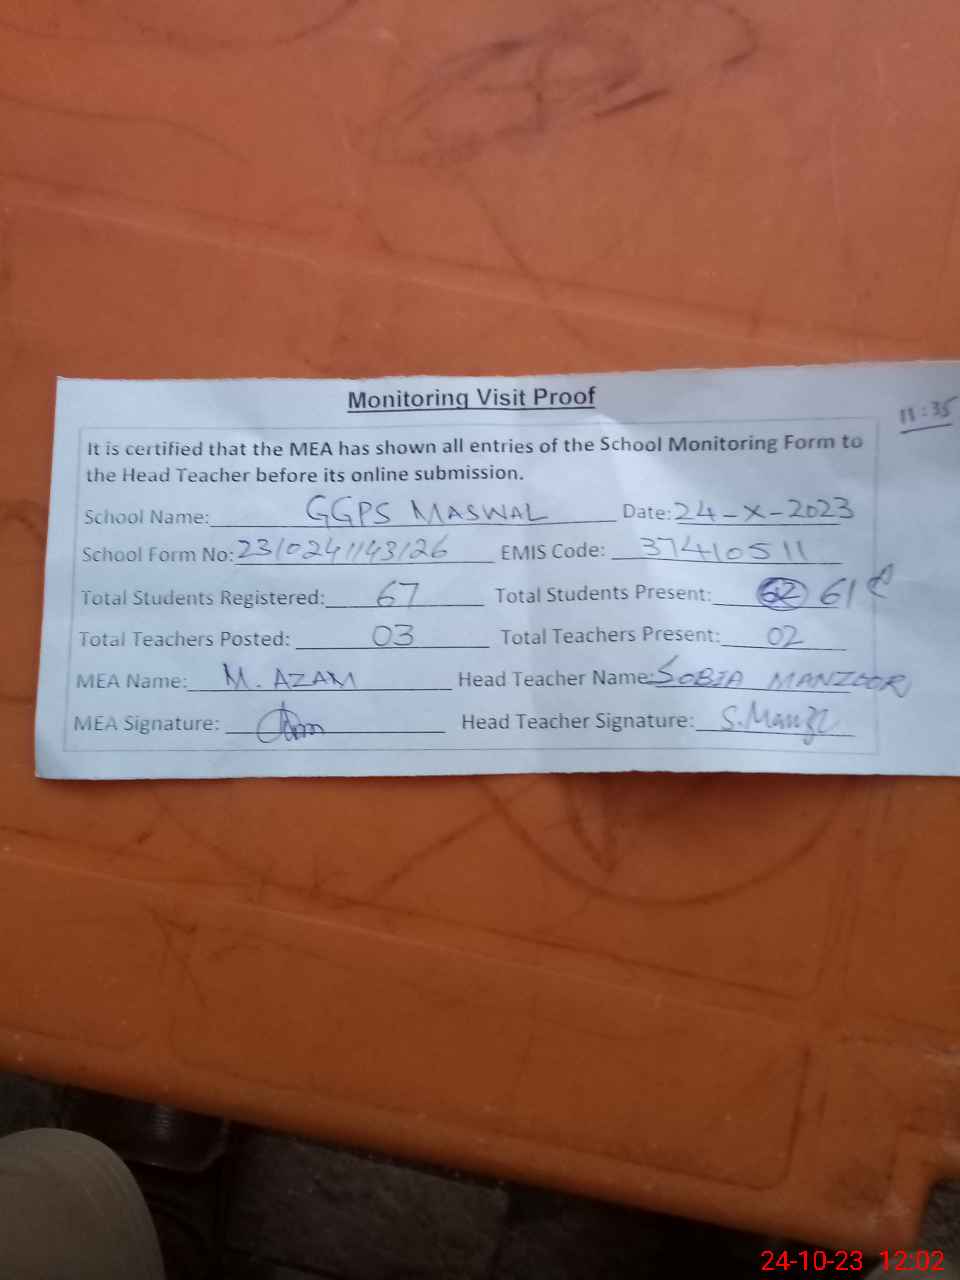 Monitoring Visit Proof
11:35
It is certified that the MEA has shown all entries of the School Monitoring Form to
the Head Teacher before its online submission.
School Name: GGPS MASWAL Date: 24-X-2023
School Form No: 2310241143126 EMIS Code: 37410511
Total Students Registered: 67 Total Students Present: 62 61
Total Teachers Posted: 03 Total Teachers Present: 02
MEA Name: M. AZAM Head Teacher Name: SOBIA MANZOOR
MEA Signature: Head Teacher Signature: S.Manzr
24-10-23 12:02